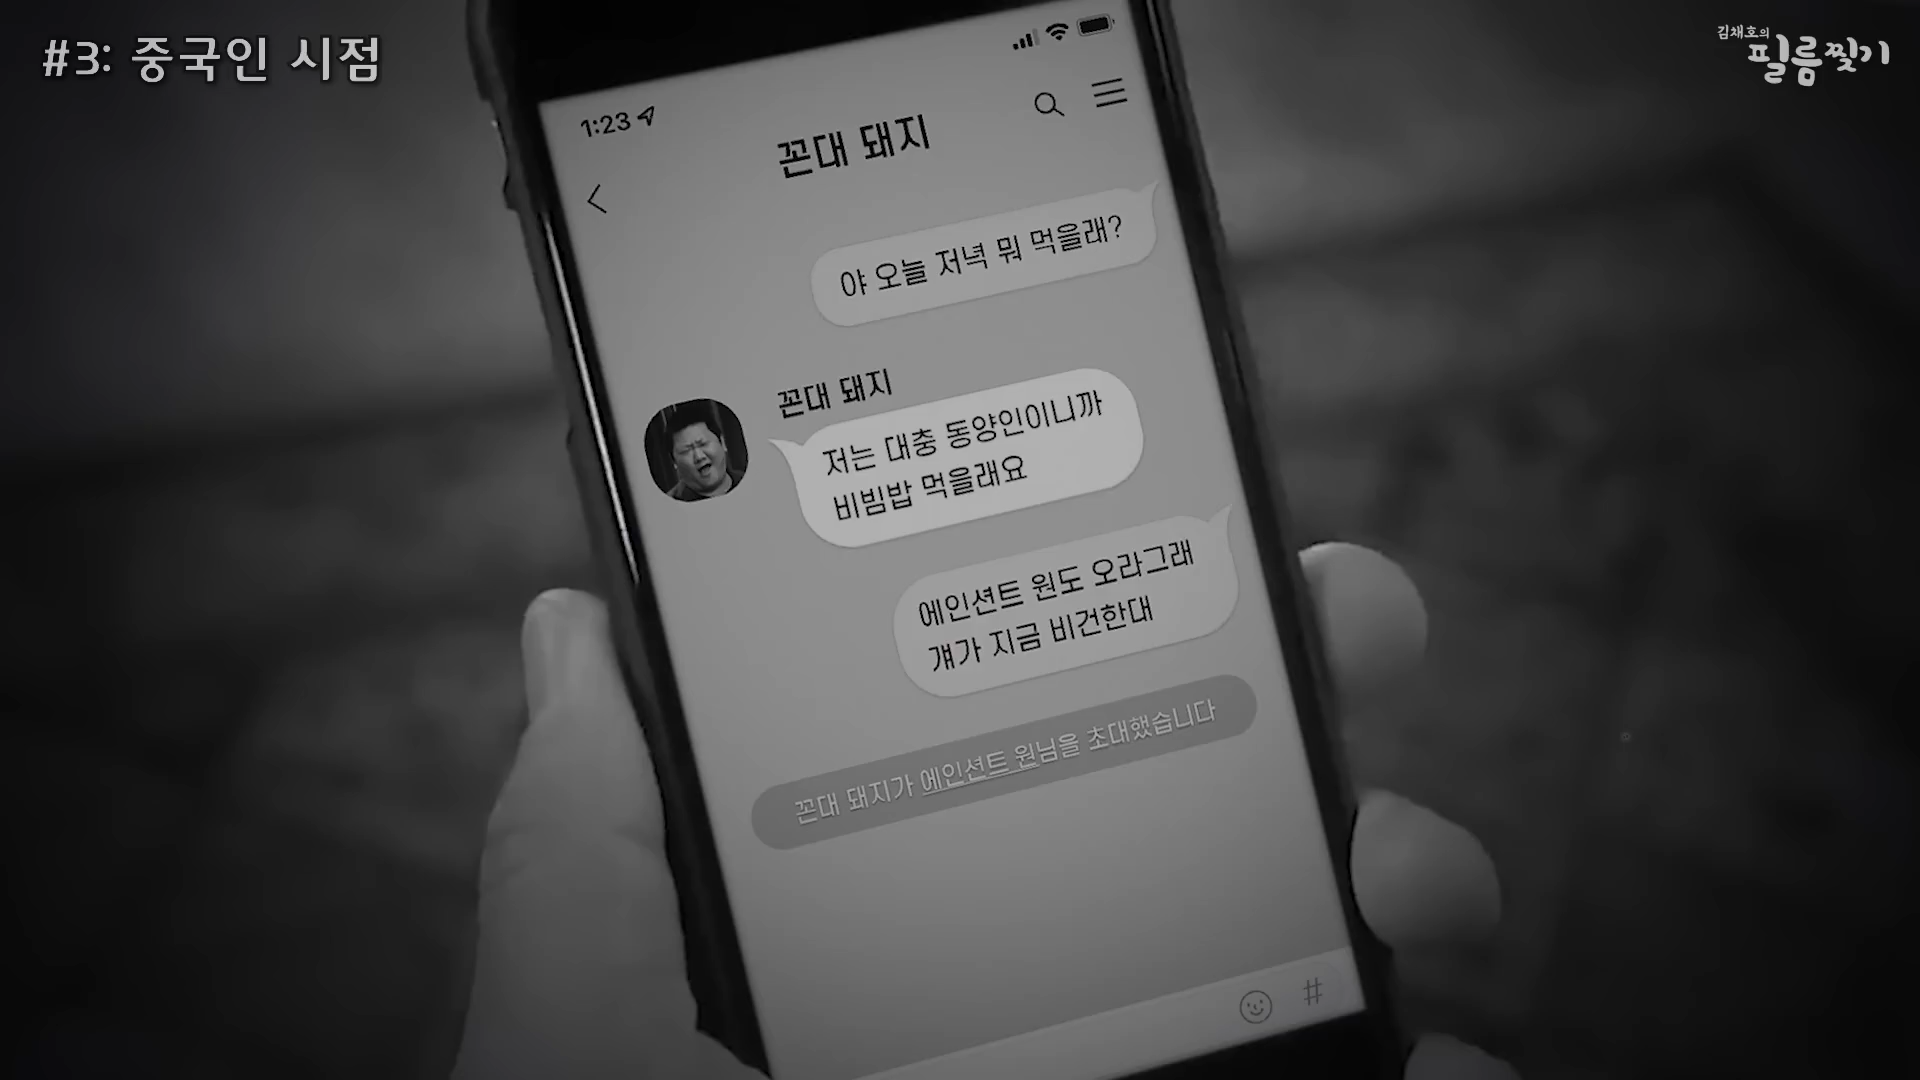 #3: 중국인 시점
김채호의
필름찢기
1:23
꼰대 돼지
야 오늘 저녁 뭐 먹을래?
꼰대 돼지
저는 대충 동양인이니까
비빔밥 먹을래요
에인션트 원도 오라그래
걔가 지금 비건한대
꼰대 돼지가 에인션트 원님을 초대했습니다
#